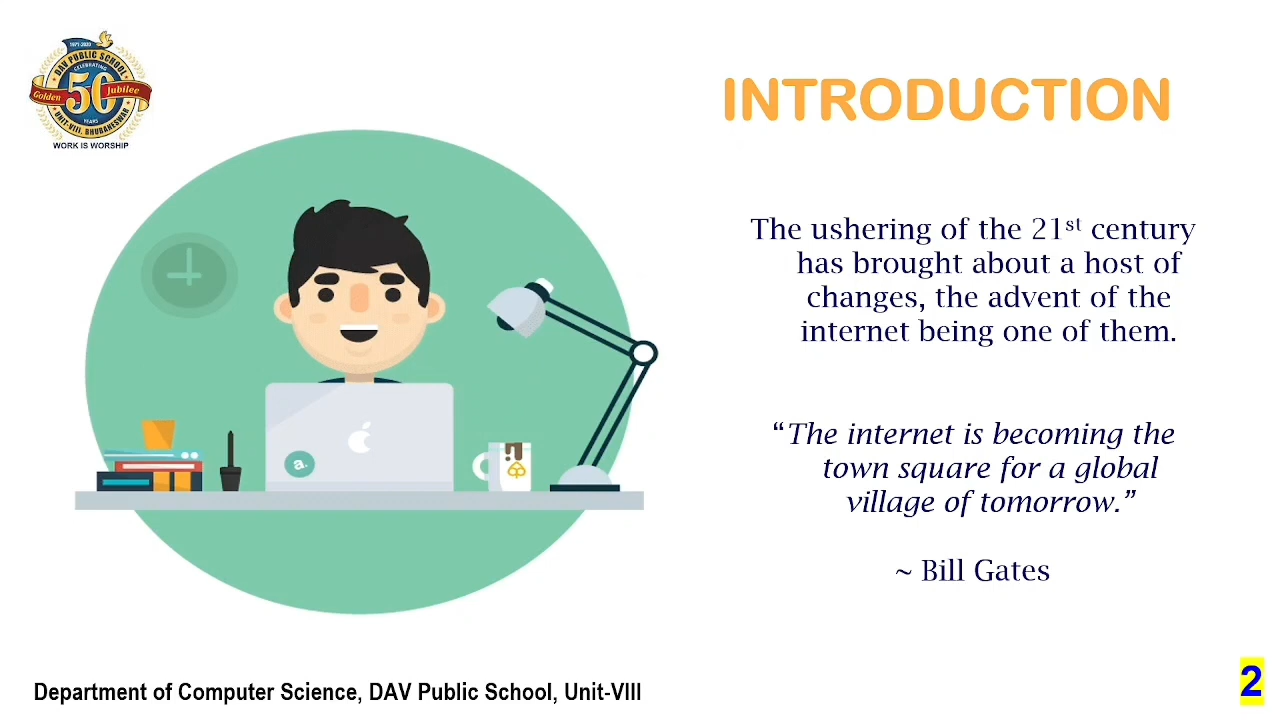 1971-2020
DAV PUBLIC SCHOOL
CELEBRATING
50
Golden Jubilee
YEARS
UNIT-VIII, BHUBANESWAR
WORK IS WORSHIP
INTRODUCTION
The ushering of the 21st century
has brought about a host of
changes, the advent of the
internet being one of them.
“The internet is becoming the
town square for a global
village of tomorrow.”
~ Bill Gates
a.
Department of Computer Science, DAV Public School, Unit-VIII
2